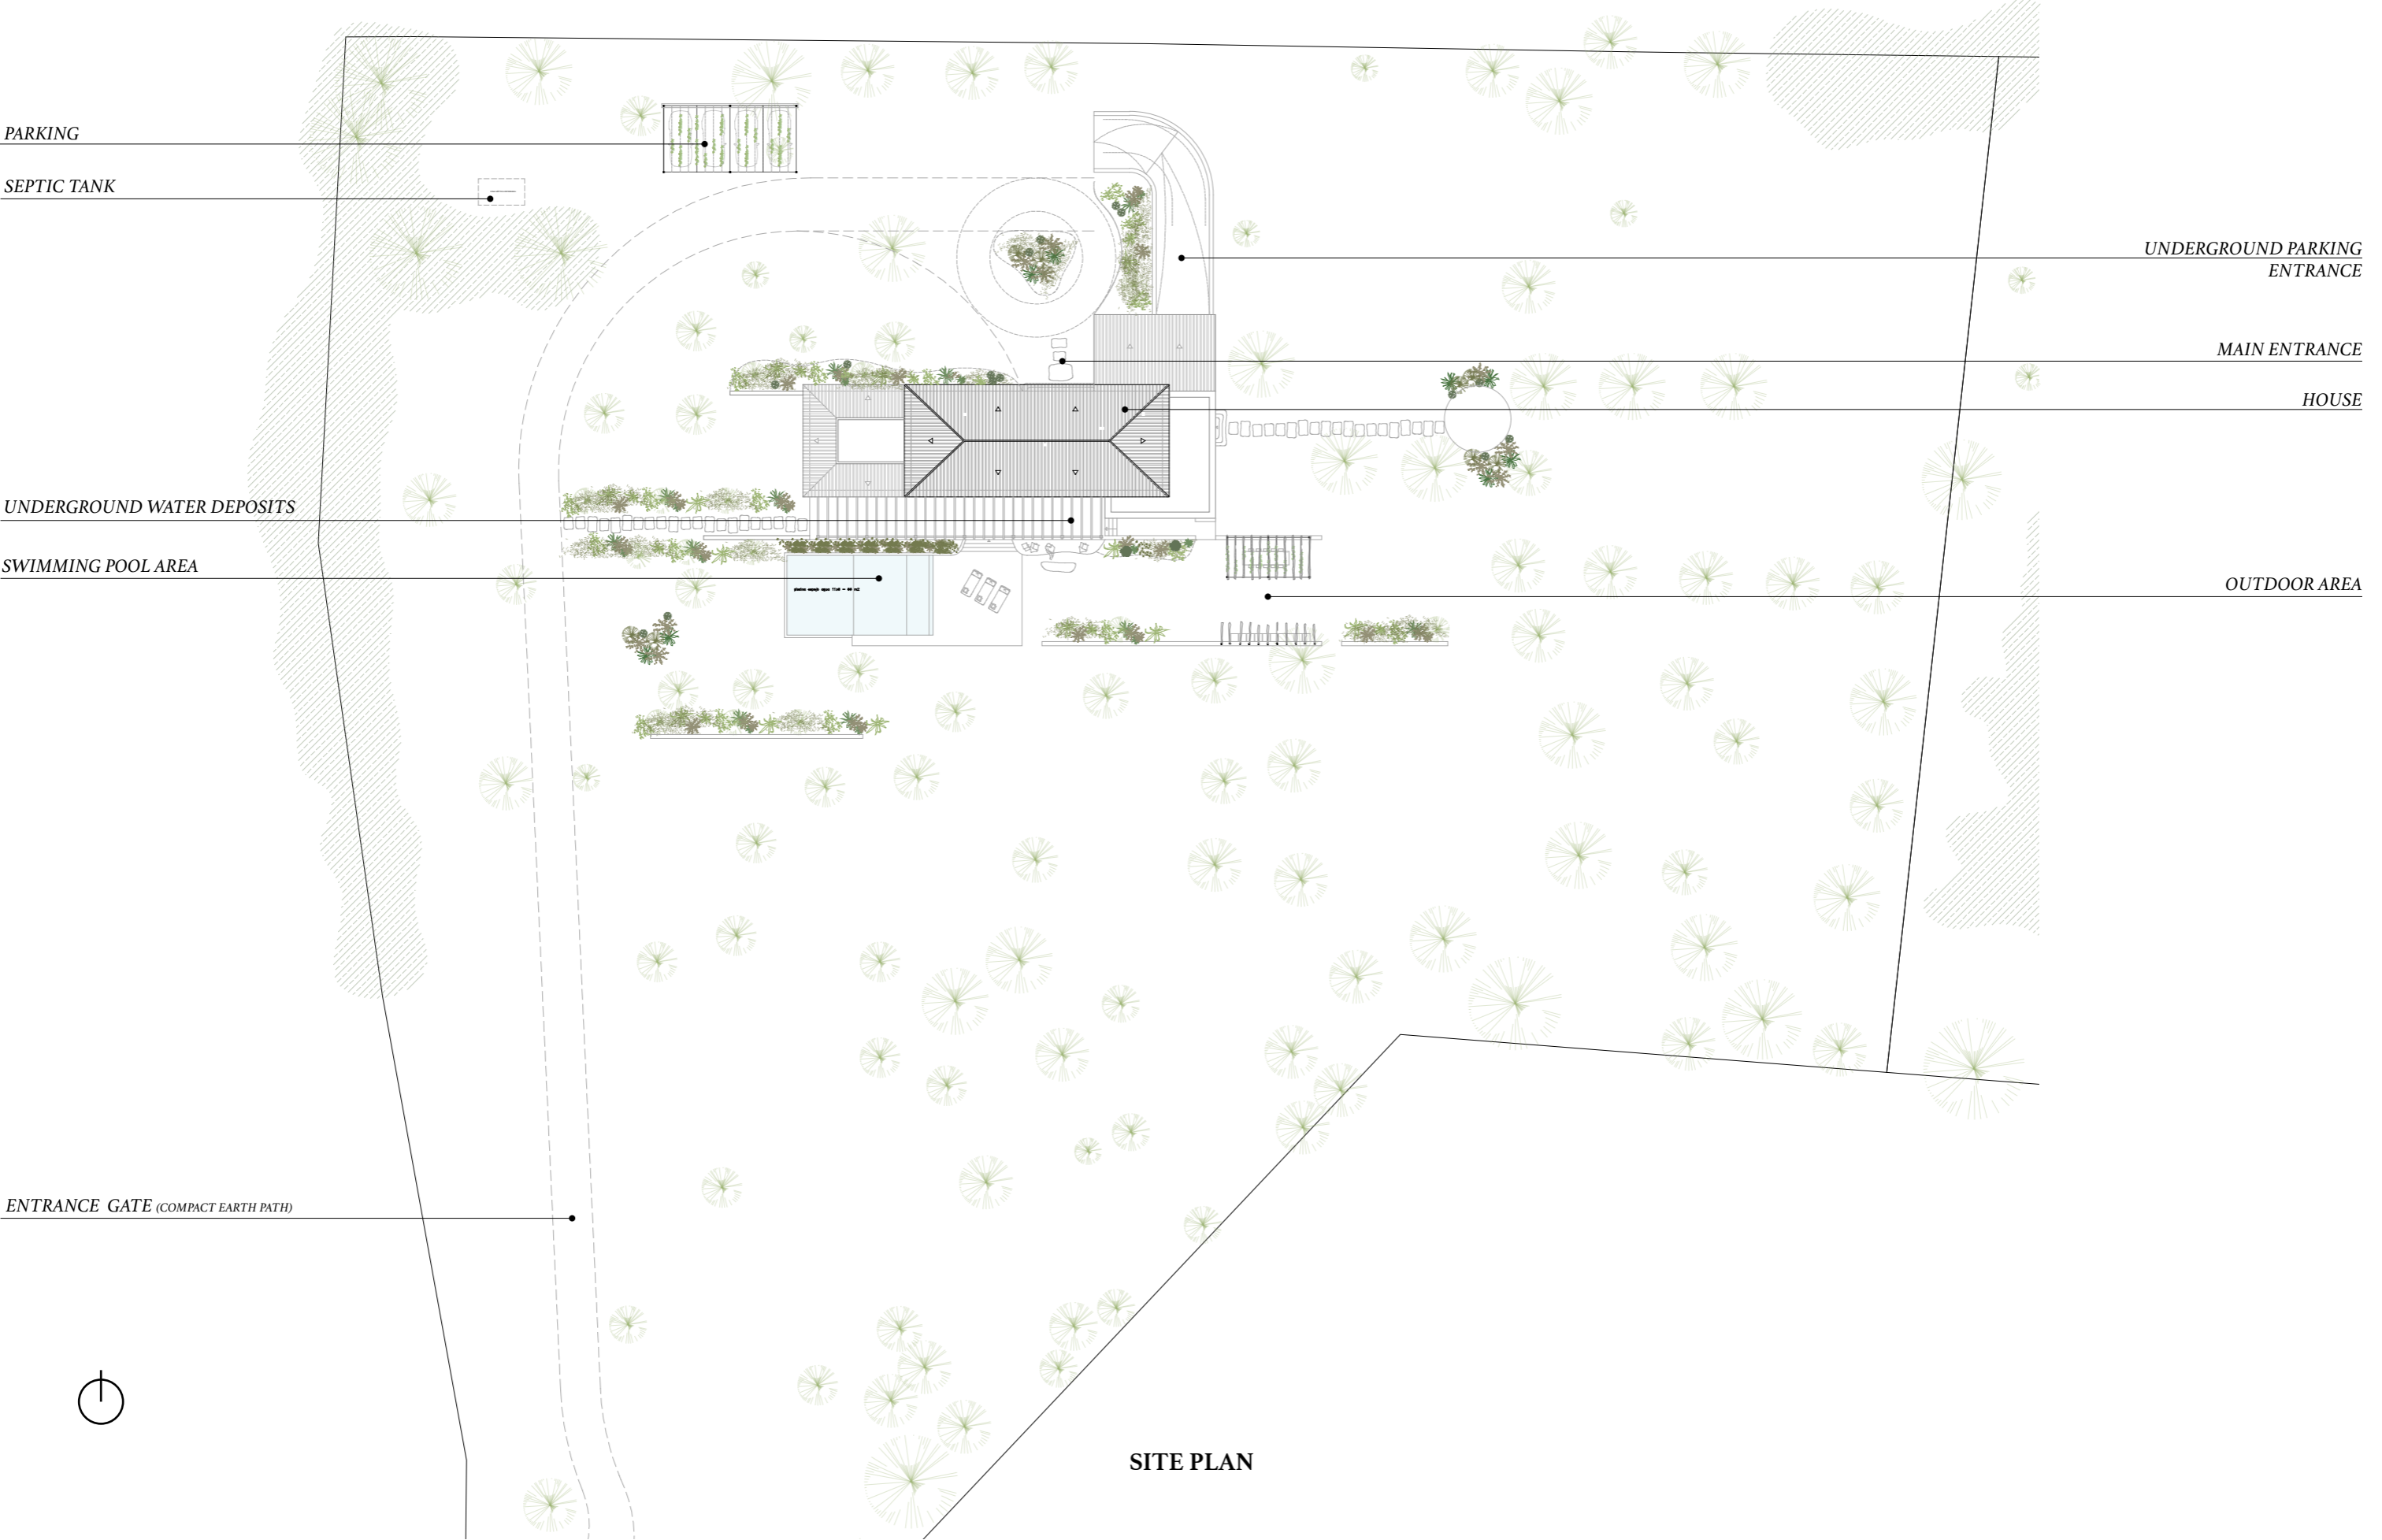 PARKING
SEPTIC TANK
UNDERGROUND PARKING
ENTRANCE
MAIN ENTRANCE
HOUSE
UNDERGROUND WATER DEPOSITS
SWIMMING POOL AREA
OUTDOOR AREA
ENTRANCE GATE (COMPACT EARTH PATH)
SITE PLAN